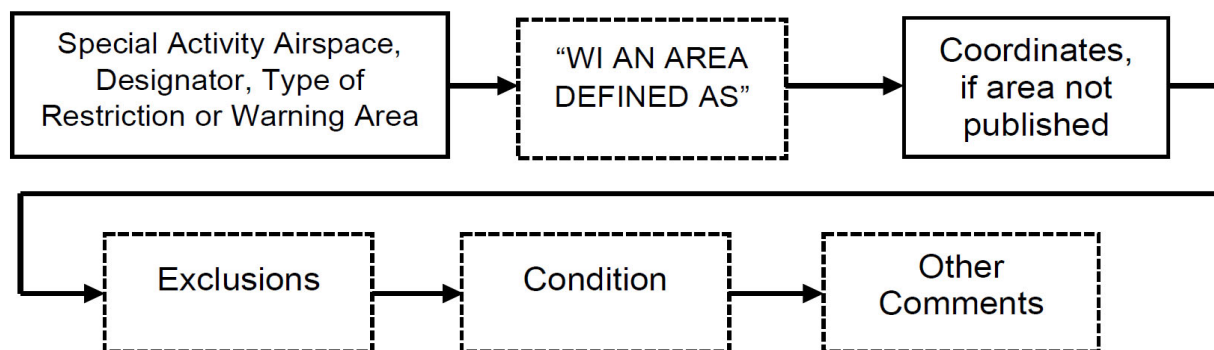 Special Activity Airspace,
Designator, Type of
Restriction or Warning Area
“WI AN AREA
DEFINED AS”
Coordinates,
if area not
published
Exclusions
Condition
Other
Comments